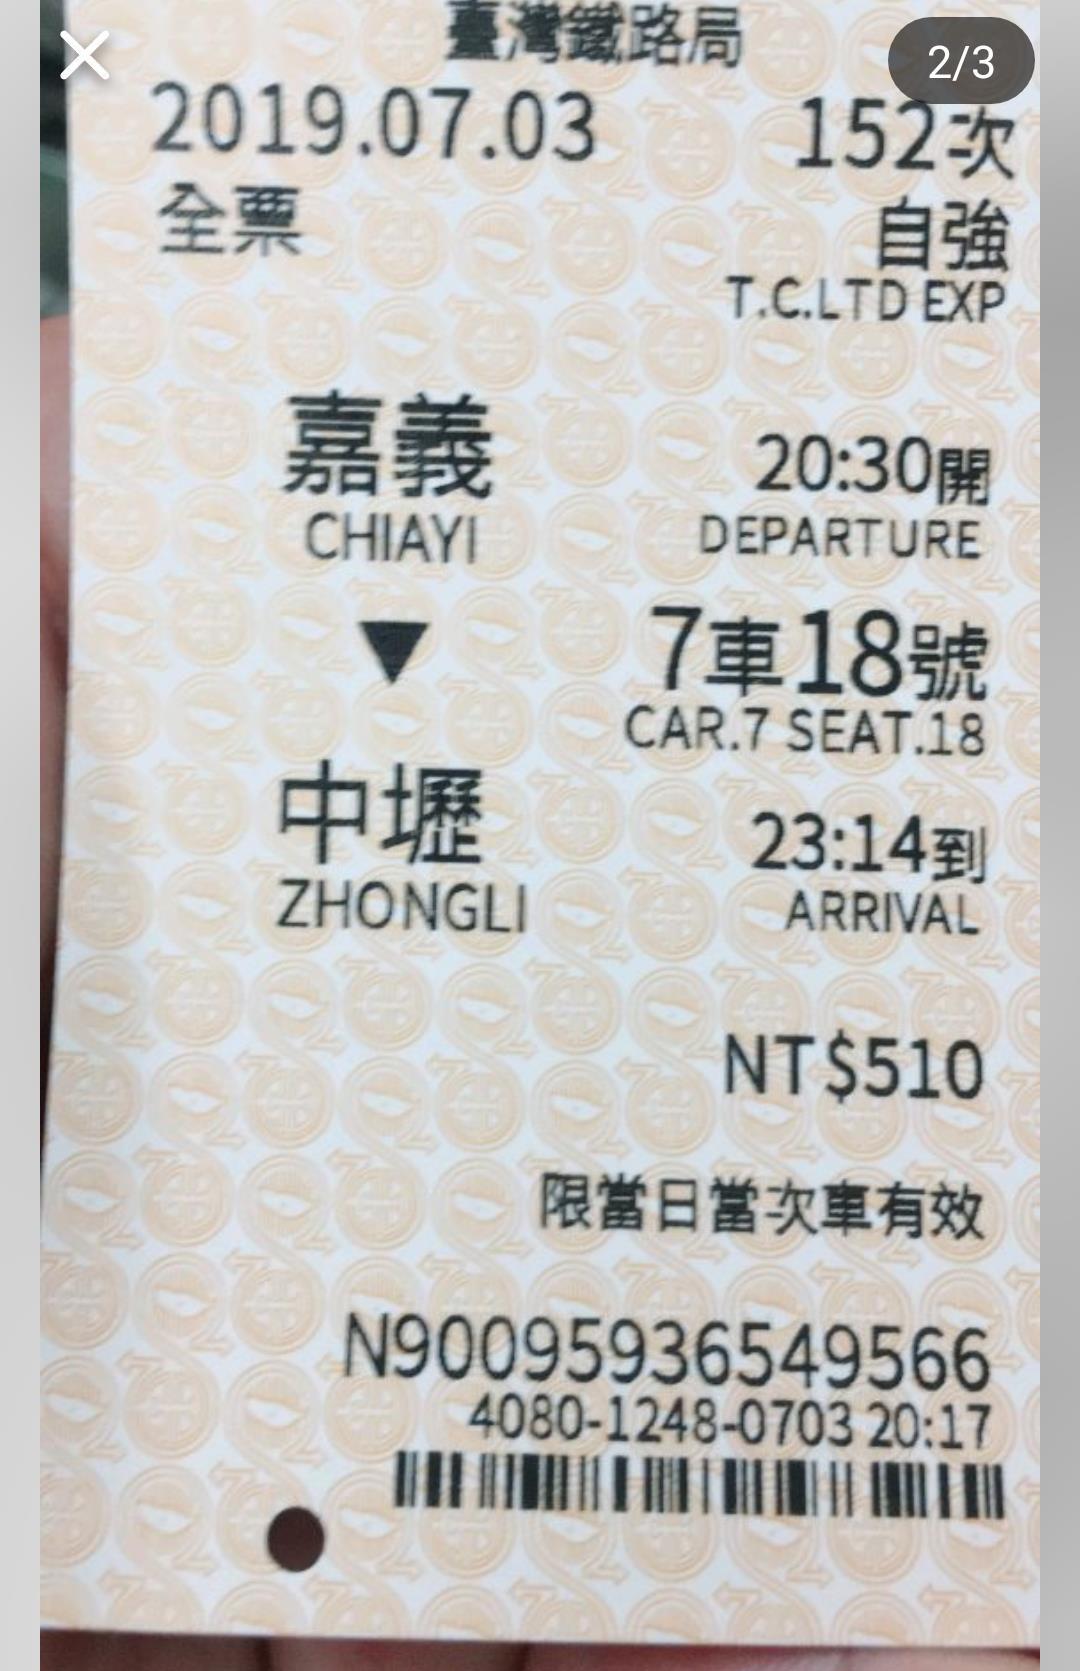 2/3
臺灣鐵路局
2019.07.03 152次
全票 自強
T.C.LTD EXP
嘉義 20:30開
CHIAYI DEPARTURE
▼ 7車18號
CAR.7 SEAT.18
中壢 23:14到
ZHONGLI ARRIVAL
NT$510
限當日當次車有效
N90095936549566
4080-1248-0703 20:17